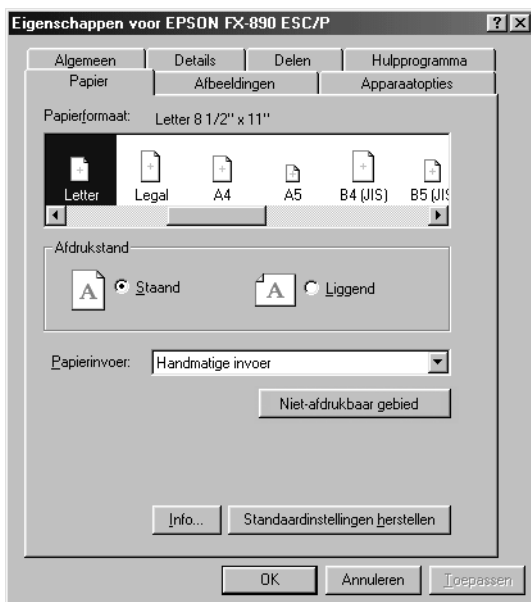 Eigenschappen voor EPSON FX-890 ESC/P
Algemeen Details Delen Hulpprogramma
Papier Afbeeldingen Apparaatopties
Papierformaat: Letter 8 1/2" x 11"
Letter Legal A4 A5 B4 (JIS) B5 (JIS
Afdrukstand
A Staand A Liggend
Papierinvoer: Handmatige invoer
Niet-afdrukbaar gebied
Info... Standaardinstellingen herstellen
OK Annuleren Toepassen